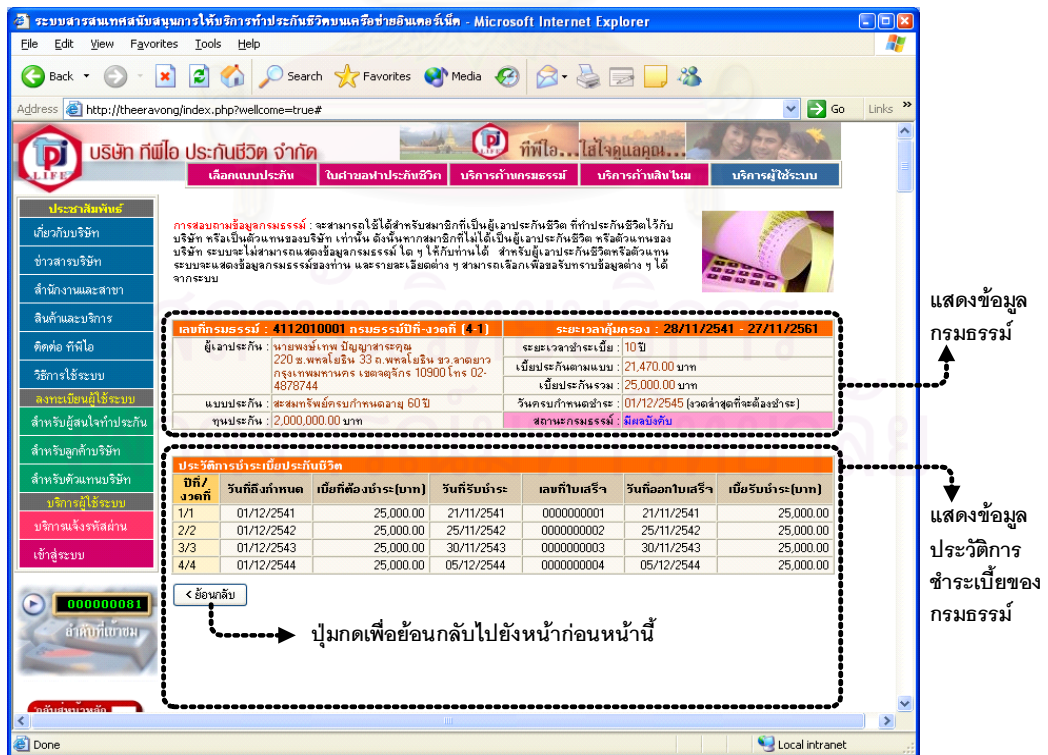 ระบบสารสนเทศสนับสนุนการให้บริการทำประกันชีวิตบนเครือข่ายอินเตอร์เน็ต - Microsoft Internet Explorer
File Edit View Favorites Tools Help
Back Search Favorites Media
Address http://theeravong/index.php?wellcome=true# Go Links »
LIFE บริษัท ทีพีไอ ประกันชีวิต จำกัด ทีพีไอ...ใส่ใจดูแลคุณ...
เลือกแบบประกัน ใบคำขอทำประกันชีวิต บริการด้านกรมธรรม์ บริการด้านสินไหม บริการผู้ใช้ระบบ
ประชาสัมพันธ์
เกี่ยวกับบริษัท
ข่าวสารบริษัท
สำนักงานและสาขา
สินค้าและบริการ
ติดต่อ ทีพีไอ
วิธีการใช้ระบบ
ลงทะเบียนผู้ใช้ระบบ
สำหรับผู้สนใจทำประกัน
สำหรับลูกค้าบริษัท
สำหรับตัวแทนบริษัท
บริการผู้ใช้ระบบ
บริการแจ้งรหัสผ่าน
เข้าสู่ระบบ
000000081
ลำดับที่เข้าชม
กลับสู่หน้าหลัก
การสอบถามข้อมูลกรมธรรม์ : จะสามารถใช้ได้สำหรับสมาชิกที่เป็นผู้เอาประกันชีวิต ที่ทำประกันชีวิตไว้กับ
บริษัท หรือเป็นตัวแทนของบริษัท เท่านั้น ดังนั้นหากสมาชิกที่ไม่ได้เป็นผู้เอาประกันชีวิต หรือตัวแทนของ
บริษัท ระบบจะไม่สามารถแสดงข้อมูลกรมธรรม์ ใด ๆ ให้กับท่านได้ สำหรับผู้เอาประกันชีวิตหรือตัวแทน
ระบบจะแสดงข้อมูลกรมธรรม์ของท่าน และรายละเอียดต่าง ๆ สามารถเลือกเพื่อขอรับทราบข้อมูลต่าง ๆ ได้
จากระบบ
เลขที่กรมธรรม์ : 4112010001 กรมธรรม์ปีที่-งวดที่ (4-1) ระยะเวลาคุ้มครอง : 28/11/2541 - 27/11/2561
ผู้เอาประกัน : นายพงษ์เทพ ปัญญาสาระคุณ
220 ซ.พหลโยธิน 33 ถ.พหลโยธิน ขว.ลาดยาว
กรุงเทพมหานคร เขตจตุจักร 10900 โทร 02-
4878744
ระยะเวลาชำระเบี้ย : 10 ปี
เบี้ยประกันตามแบบ : 21,470.00 บาท
เบี้ยประกันรวม : 25,000.00 บาท
แบบประกัน : สะสมทรัพย์ครบกำหนดอายุ 60 ปี วันครบกำหนดชำระ : 01/12/2545 (งวดล่าสุดที่จะต้องชำระ)
ทุนประกัน : 2,000,000.00 บาท สถานะกรมธรรม์ : มีผลบังคับ
ประวัติการชำระเบี้ยประกันชีวิต
ปีที่/งวดที่ วันที่ถึงกำหนด เบี้ยที่ต้องชำระ(บาท) วันที่รับชำระ เลขที่ใบเสร็จฯ วันที่ออกใบเสร็จฯ เบี้ยรับชำระ(บาท)
1/1 01/12/2541 25,000.00 21/11/2541 0000000001 21/11/2541 25,000.00
2/2 01/12/2542 25,000.00 25/11/2542 0000000002 25/11/2542 25,000.00
3/3 01/12/2543 25,000.00 30/11/2543 0000000003 30/11/2543 25,000.00
4/4 01/12/2544 25,000.00 05/12/2544 0000000004 05/12/2544 25,000.00
< ย้อนกลับ
ปุ่มกดเพื่อย้อนกลับไปยังหน้าก่อนหน้านี้
แสดงข้อมูล
กรมธรรม์
แสดงข้อมูล
ประวัติการ
ชำระเบี้ยของ
กรมธรรม์
Done Local intranet